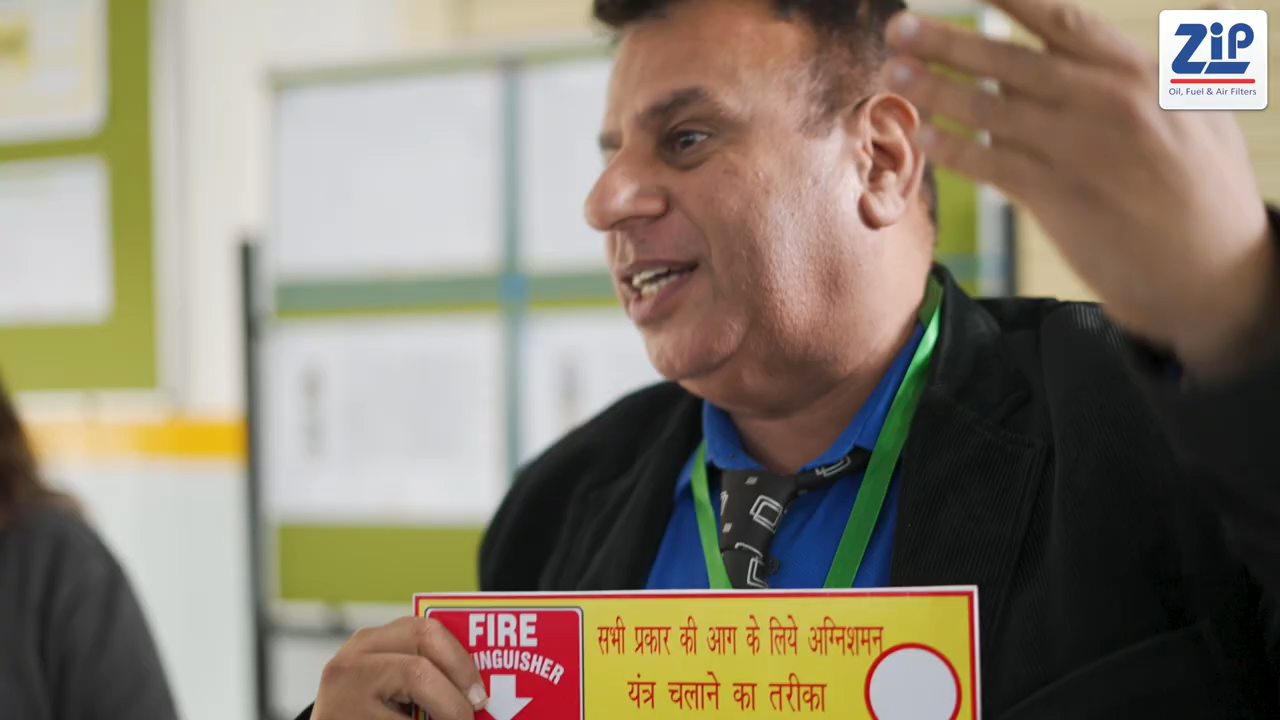 ZiP
Oil, Fuel & Air Filters
FIRE
INGUISHER
सभी प्रकार की आग के लिये अग्निशमन
यंत्र चलाने का तरीका